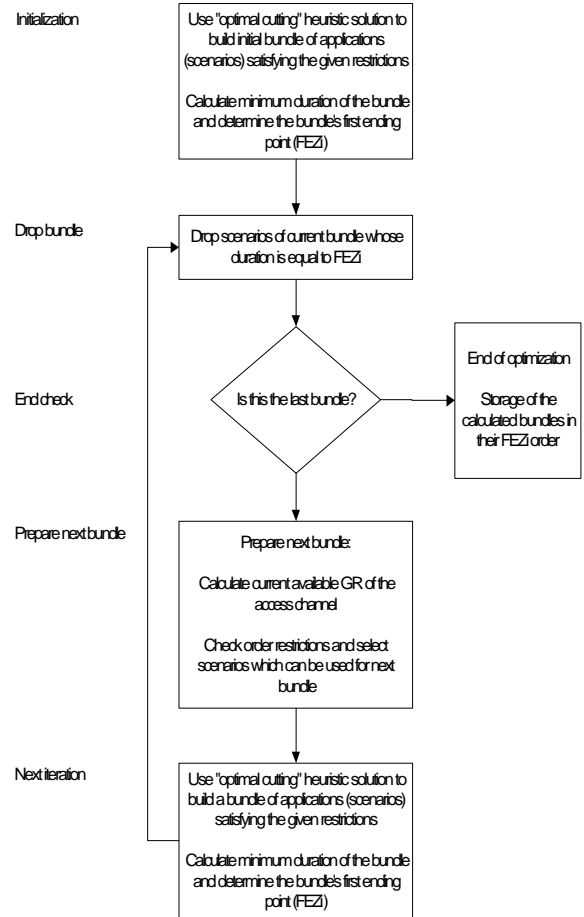 Initialization
Use "optimal cutting" heuristic solution to
build initial bundle of applications
(scenarios) satisfying the given restrictions
Calculate minimum duration of the bundle
and determine the bundle's first ending
point (FEZi)
Drop bundle
Drop scenarios of current bundle whose
duration is equal to FEZi
End check
Is this the last bundle?
End of optimization
Storage of the
calculated bundles in
their FEZi order
Prepare next bundle
Prepare next bundle:
Calculate current available GR of the
access channel
Check order restrictions and select
scenarios which can be used for next
bundle
Next iteration
Use "optimal cutting" heuristic solution to
build a bundle of applications (scenarios)
satisfying the given restrictions
Calculate minimum duration of the bundle
and determine the bundle's first ending
point (FEZi)